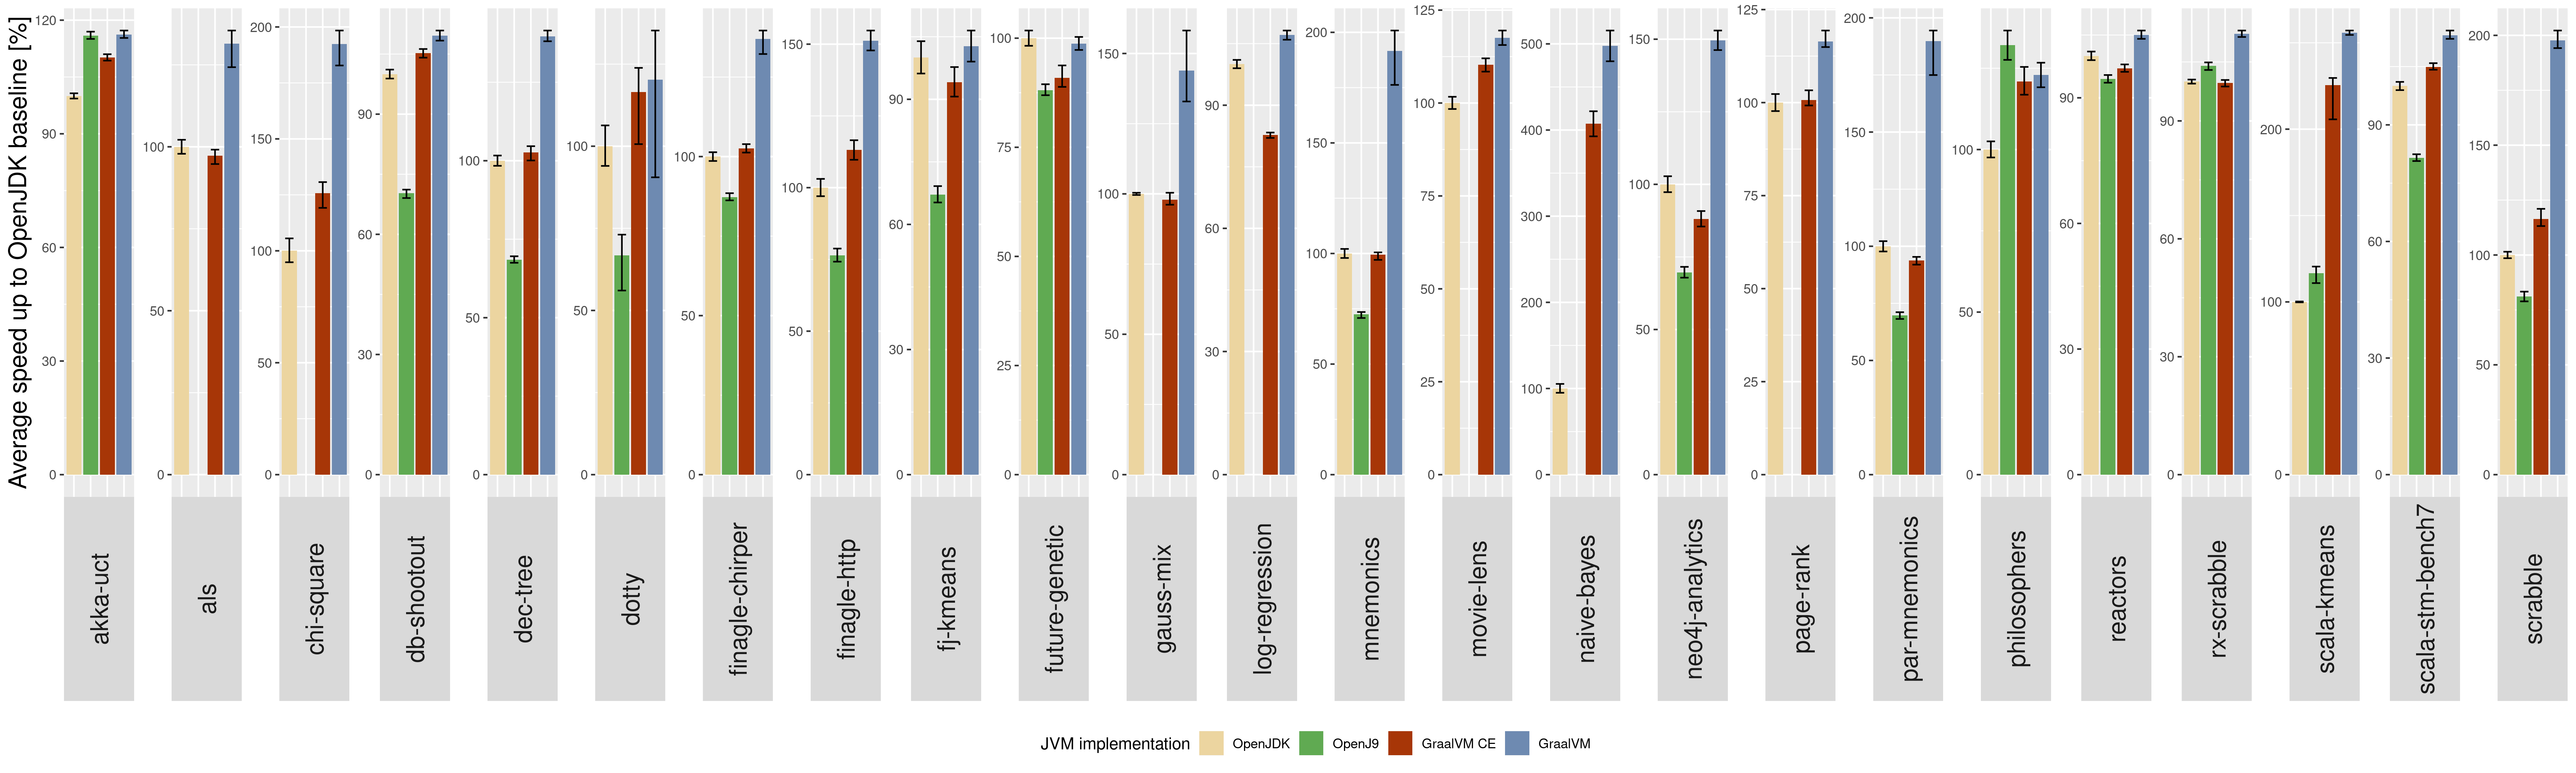 Average speed up to OpenJDK baseline [%]
0 30 60 90 120
0 50 100
0 50 100 150 200
0 30 60 90
0 50 100
0 50 100
0 50 100
0 50 100 150
0 30 60 90
0 25 50 75 100
0 50 100 150
0 30 60 90
0 50 100 150 200
0 25 50 75 100 125
0 100 200 300 400 500
0 50 100 150
0 25 50 75 100 125
0 50 100 150 200
0 50 100
0 30 60 90
0 30 60 90
0 100 200
0 30 60 90
0 50 100 150 200
akka-uct
als
chi-square
db-shootout
dec-tree
dotty
finagle-chirper
finagle-http
fj-kmeans
future-genetic
gauss-mix
log-regression
mnemonics
movie-lens
naive-bayes
neo4j-analytics
page-rank
par-mnemonics
philosophers
reactors
rx-scrabble
scala-kmeans
scala-stm-bench7
scrabble
JVM implementation OpenJDK OpenJ9 GraalVM CE GraalVM